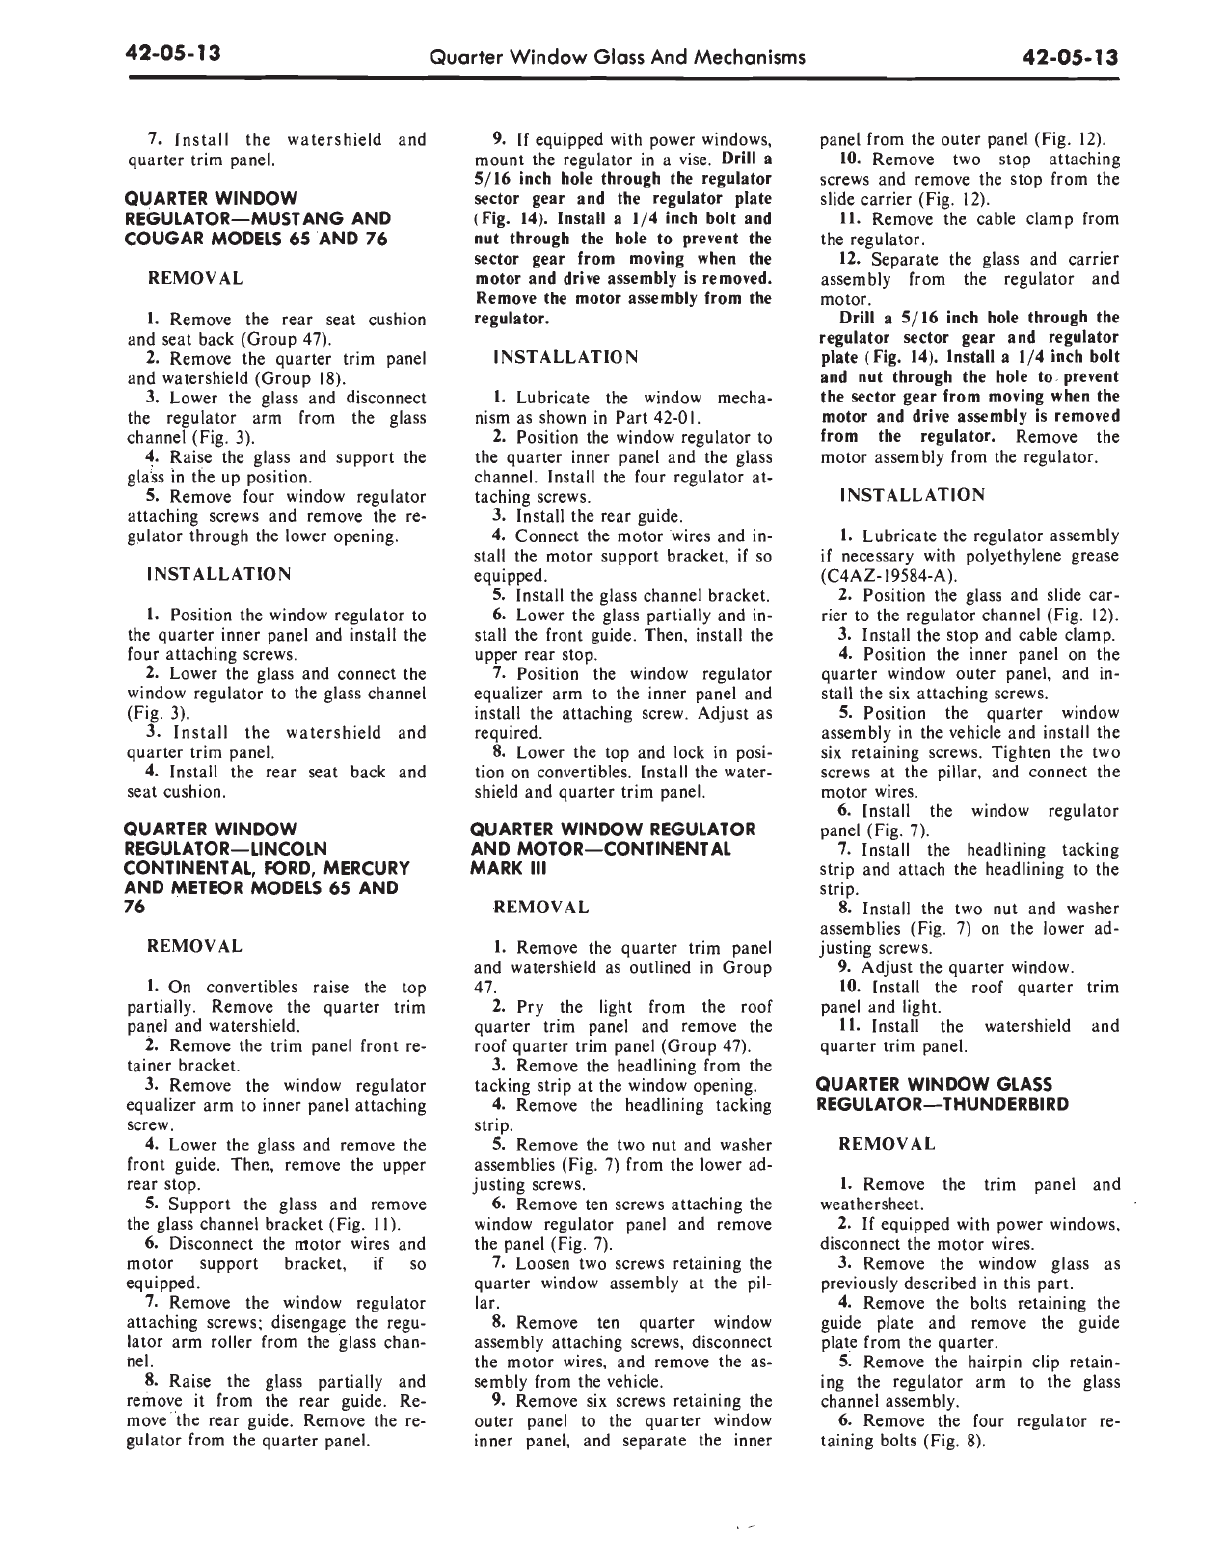 42-05-13
Quarter Window Glass And Mechanisms
42-05-13
7. Install the watershield and
quarter trim panel.
QUARTER WINDOW
REGULATOR—MUSTANG AND
COUGAR MODELS 65 AND 76
REMOVAL
1. Remove the rear seat cushion
and seat back (Group 47).
2. Remove the quarter trim panel
and watershield (Group 18).
3. Lower the glass and disconnect
the regulator arm from the glass
channel (Fig. 3).
4. Raise the glass and support the
glass in the up position.
5. Remove four window regulator
attaching screws and remove the re-
gulator through the lower opening.
INSTALLATION
1. Position the window regulator to
the quarter inner panel and install the
four attaching screws.
2. Lower the glass and connect the
window regulator to the glass channel
(Fig. 3).
3. Install the watershield and
quarter trim panel.
4. Install the rear seat back and
seat cushion.
QUARTER WINDOW
REGULATOR—LINCOLN
CONTINENTAL, FORD, MERCURY
AND METEOR MODELS 65 AND
76
REMOVAL
1. On convertibles raise the top
partially. Remove the quarter trim
panel and watershield.
2. Remove the trim panel front re-
tainer bracket.
3. Remove the window regulator
equalizer arm to inner panel attaching
screw.
4. Lower the glass and remove the
front guide. Then, remove the upper
rear stop.
5. Support the glass and remove
the glass channel bracket (Fig. 11).
6. Disconnect the motor wires and
motor support bracket, if so
equipped.
7. Remove the window regulator
attaching screws; disengage the regu-
lator arm roller from the glass chan-
nel.
8. Raise the glass partially and
remove it from the rear guide. Re-
move the rear guide. Remove the re-
gulator from the quarter panel.
9. If equipped with power windows,
mount the regulator in a vise. Drill a
5/16 inch hole through the regulator
sector gear and the regulator plate
(Fig. 14). Install a 1/4 inch bolt and
nut through the hole to prevent the
sector gear from moving when the
motor and drive assembly is removed.
Remove the motor assembly from the
regulator.
INSTALLATION
1. Lubricate the window mecha-
nism as shown in Part 42-01.
2. Position the window regulator to
the quarter inner panel and the glass
channel. Install the four regulator at-
taching screws.
3. Install the rear guide.
4. Connect the motor wires and in-
stall the motor support bracket, if so
equipped.
5. Install the glass channel bracket.
6. Lower the glass partially and in-
stall the front guide. Then, install the
upper rear stop.
7. Position the window regulator
equalizer arm to the inner panel and
install the attaching screw. Adjust as
required.
8. Lower the top and lock in posi-
tion on convertibles. Install the water-
shield and quarter trim panel.
QUARTER WINDOW REGULATOR
AND MOTOR—CONTINENTAL
MARK III
REMOVAL
1. Remove the quarter trim panel
and watershield as outlined in Group
47.
2. Pry the light from the roof
quarter trim panel and remove the
roof quarter trim panel (Group 47).
3. Remove the headlining from the
tacking strip at the window opening.
4. Remove the headlining tacking
strip.
5. Remove the two nut and washer
assemblies (Fig. 7) from the lower ad-
justing screws.
6. Remove ten screws attaching the
window regulator panel and remove
the panel (Fig. 7).
7. Loosen two screws retaining the
quarter window assembly at the pil-
lar.
8. Remove ten quarter window
assembly attaching screws, disconnect
the motor wires, and remove the as-
sembly from the vehicle.
9. Remove six screws retaining the
outer panel to the quarter window
inner panel, and separate the inner
panel from the outer panel (Fig. 12).
10. Remove two stop attaching
screws and remove the stop from the
slide carrier (Fig. 12).
11. Remove the cable clamp from
the regulator.
12. Separate the glass and carrier
assembly from the regulator and
motor.
Drill a 5/16 inch hole through the
regulator sector gear and regulator
plate (Fig. 14). Install a 1/4 inch bolt
and nut through the hole to prevent
the sector gear from moving when the
motor and drive assembly is removed
from the regulator. Remove the
motor assembly from the regulator.
INSTALLATION
1. Lubricate the regulator assembly
if necessary with polyethylene grease
(C4AZ-19584-A).
2. Position the glass and slide car-
rier to the regulator channel (Fig. 12).
3. Install the stop and cable clamp.
4. Position the inner panel on the
quarter window outer panel, and in-
stall the six attaching screws.
5. Position the quarter window
assembly in the vehicle and install the
six retaining screws. Tighten the two
screws at the pillar, and connect the
motor wires.
6. Install the window regulator
panel (Fig. 7).
7. Install the headlining tacking
strip and attach the headlining to the
strip.
8. Install the two nut and washer
assemblies (Fig. 7) on the lower ad-
justing screws.
9. Adjust the quarter window.
10. Install the roof quarter trim
panel and light.
11. Install the watershield and
quarter trim panel.
QUARTER WINDOW GLASS
REGULATOR—THUNDERBIRD
REMOVAL
1. Remove the trim panel and
weathersheet.
2. If equipped with power windows,
disconnect the motor wires.
3. Remove the window glass as
previously described in this part.
4. Remove the bolts retaining the
guide plate and remove the guide
plate from the quarter.
5. Remove the hairpin clip retain-
ing the regulator arm to the glass
channel assembly.
6. Remove the four regulator re-
taining bolts (Fig. 8).